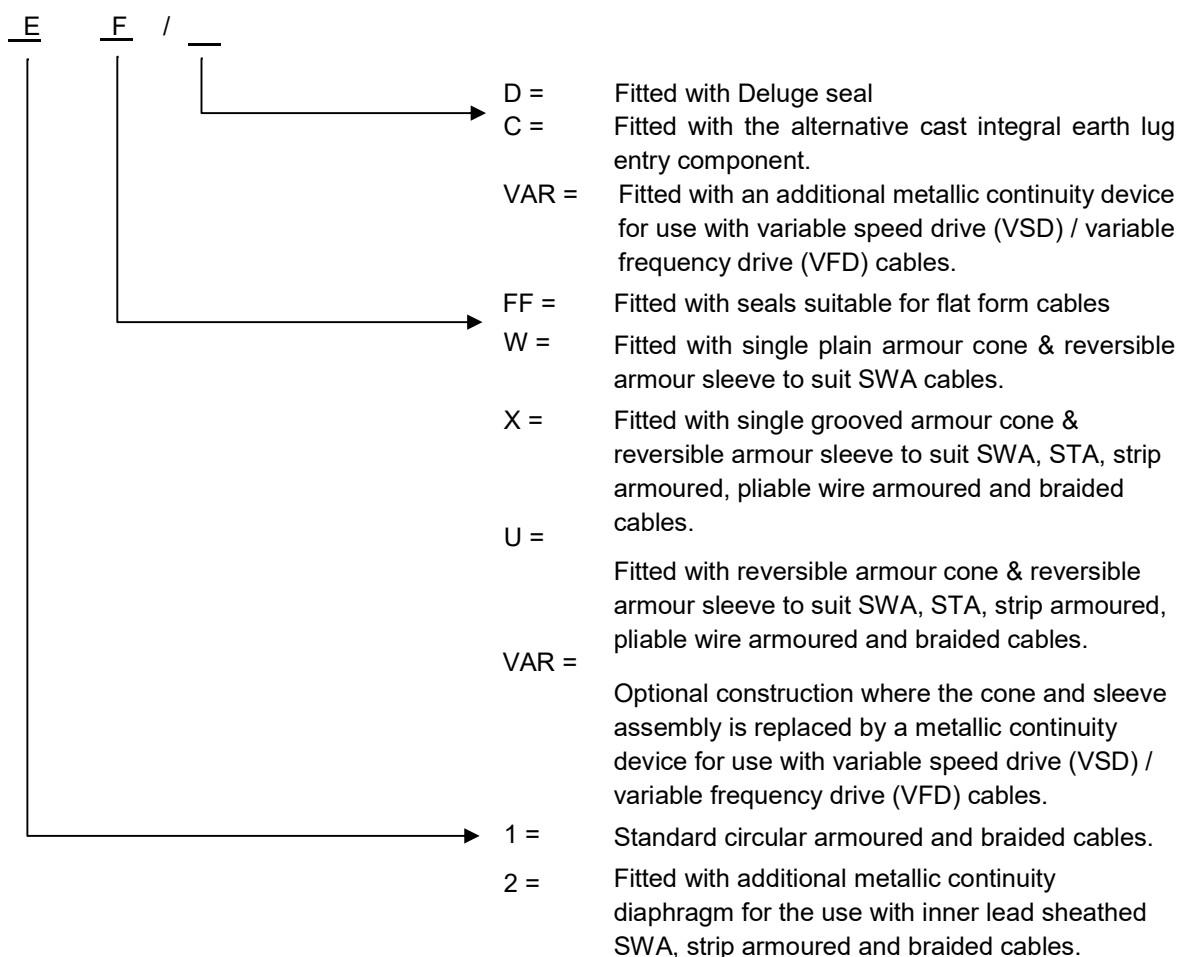 E F /
D = Fitted with Deluge seal
C = Fitted with the alternative cast integral earth lug
entry component.
VAR = Fitted with an additional metallic continuity device
for use with variable speed drive (VSD) / variable
frequency drive (VFD) cables.
FF = Fitted with seals suitable for flat form cables
W = Fitted with single plain armour cone & reversible
armour sleeve to suit SWA cables.
X = Fitted with single grooved armour cone &
reversible armour sleeve to suit SWA, STA, strip
armoured, pliable wire armoured and braided
cables.
U =
Fitted with reversible armour cone & reversible
armour sleeve to suit SWA, STA, strip armoured,
pliable wire armoured and braided cables.
VAR =
Optional construction where the cone and sleeve
assembly is replaced by a metallic continuity
device for use with variable speed drive (VSD) /
variable frequency drive (VFD) cables.
1 = Standard circular armoured and braided cables.
2 = Fitted with additional metallic continuity
diaphragm for the use with inner lead sheathed
SWA, strip armoured and braided cables.